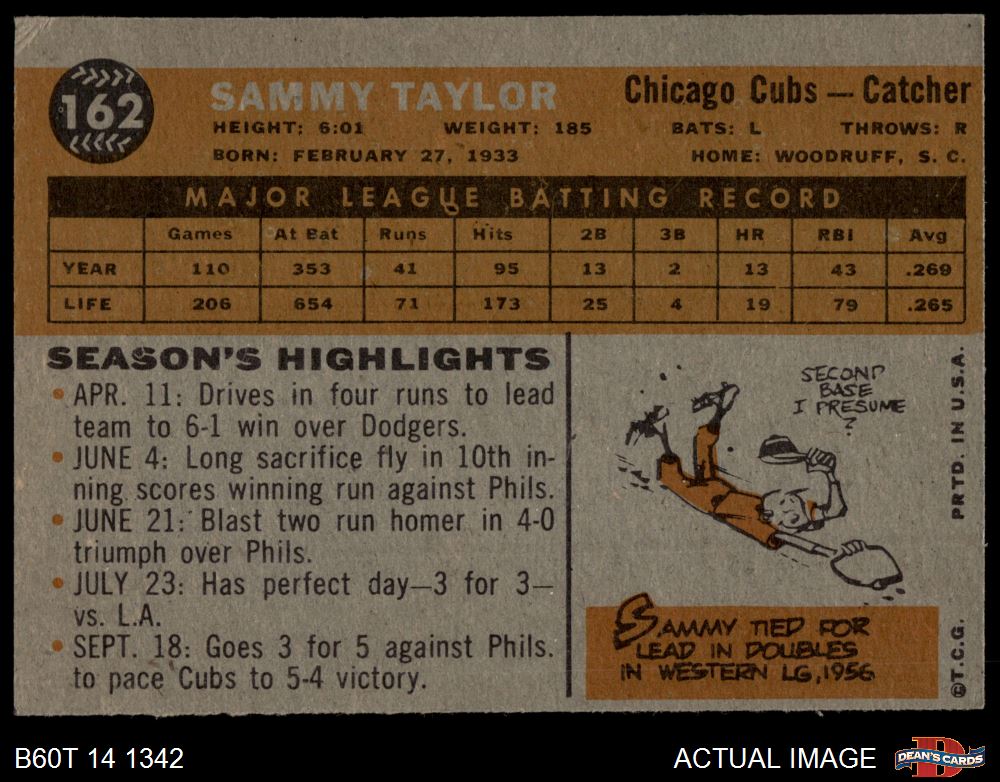 162
SAMMY TAYLOR
Chicago Cubs — Catcher
HEIGHT: 6:01 WEIGHT: 185 BATS: L THROWS: R
BORN: FEBRUARY 27, 1933 HOME: WOODRUFF, S. C.
MAJOR LEAGUE BATTING RECORD
Games At Bat Runs Hits 2B 3B HR RBI Avg
YEAR 110 353 41 95 13 2 13 43 .269
LIFE 206 654 71 173 25 4 19 79 .265
SEASON'S HIGHLIGHTS
• APR. 11: Drives in four runs to lead
team to 6-1 win over Dodgers.
• JUNE 4: Long sacrifice fly in 10th in-
ning scores winning run against Phils.
• JUNE 21: Blast two run homer in 4-0
triumph over Phils.
• JULY 23: Has perfect day—3 for 3—
vs. L.A.
• SEPT. 18: Goes 3 for 5 against Phils.
to pace Cubs to 5-4 victory.
SECOND
BASE
I PRESUME
?
SAMMY TIED FOR
LEAD IN DOUBLES
IN WESTERN LG, 1956
©T.C.G. PRTD. IN U.S.A.
B60T 14 1342
ACTUAL IMAGE
D
DEAN'S CARDS